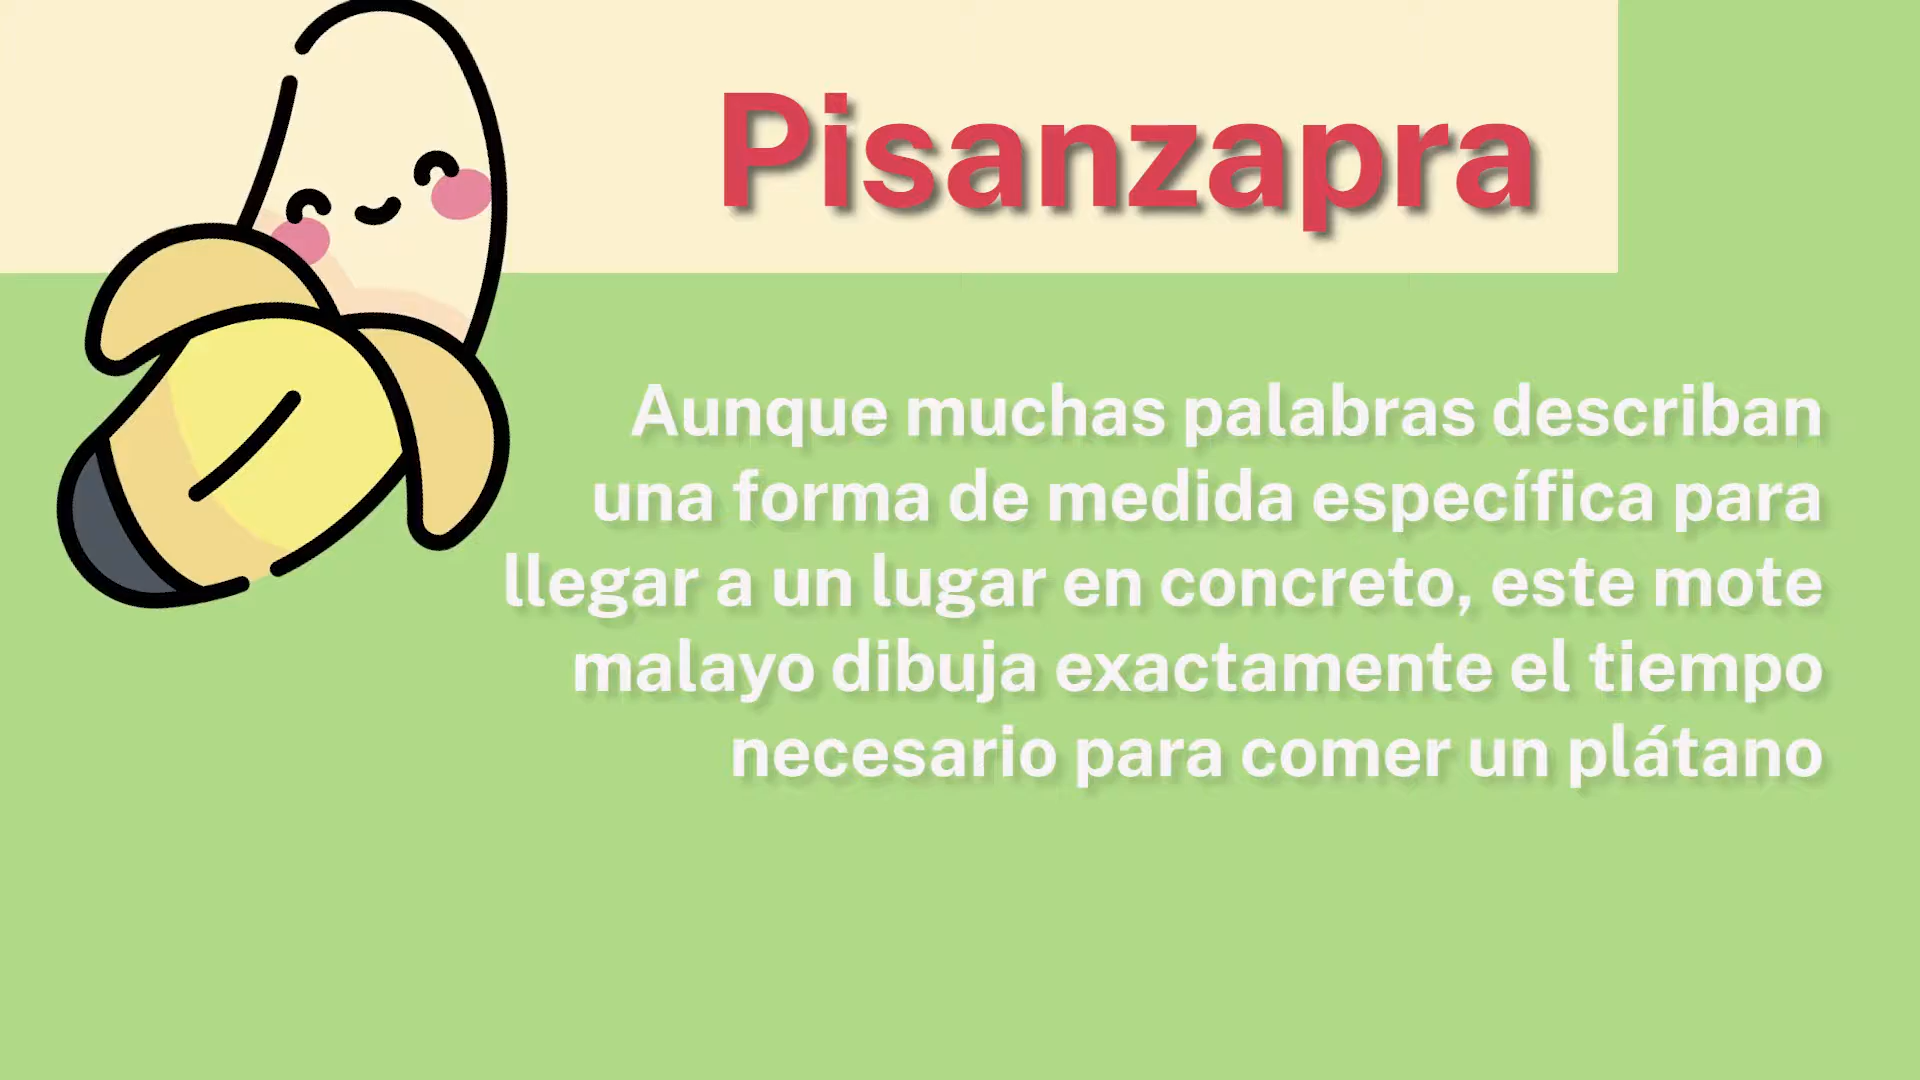 Pisanzapra
Aunque muchas palabras describan
una forma de medida específica para
llegar a un lugar en concreto, este mote
malayo dibuja exactamente el tiempo
necesario para comer un plátano